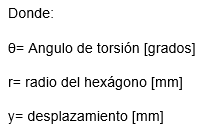 Donde:
θ= Angulo de torsión [grados]
r= radio del hexágono [mm]
y= desplazamiento [mm]